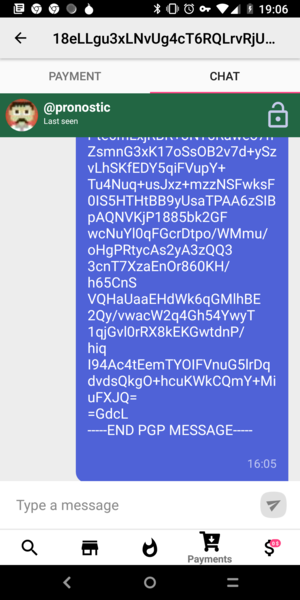 19:06
18eLLgu3xLNvUg4cT6RQLrvRjU...
PAYMENT
CHAT
@pronostic
Last seen
ZsmnG3xK17oSsOB2v7d+ySz
vLhSKfEDY5qiFVupY+
Tu4Nuq+usJxz+mzzNSFwksF
0IS5HTHtBB9yUsaTPAA6zSIB
pAQNVKjP1885bk2GF
wcNuYl0qFGcrDtpo/WMmu/
oHgPRtycAs2yA3zQQ3
3cnT7XzaEnOr860KH/
h65CnS
VQHaUaaEHdWk6qGMlhBE
2Qy/vwacW2q4Gh54YwyT
1qjGvl0rRX8kEKGwtdnP/
hiq
I94Ac4tEemTYOIFVnuG5lrDq
dvdsQkgO+hcuKWkCQmY+Mi
uFXJQ=
=GdcL
-----END PGP MESSAGE-----
16:05
Type a message
Payments